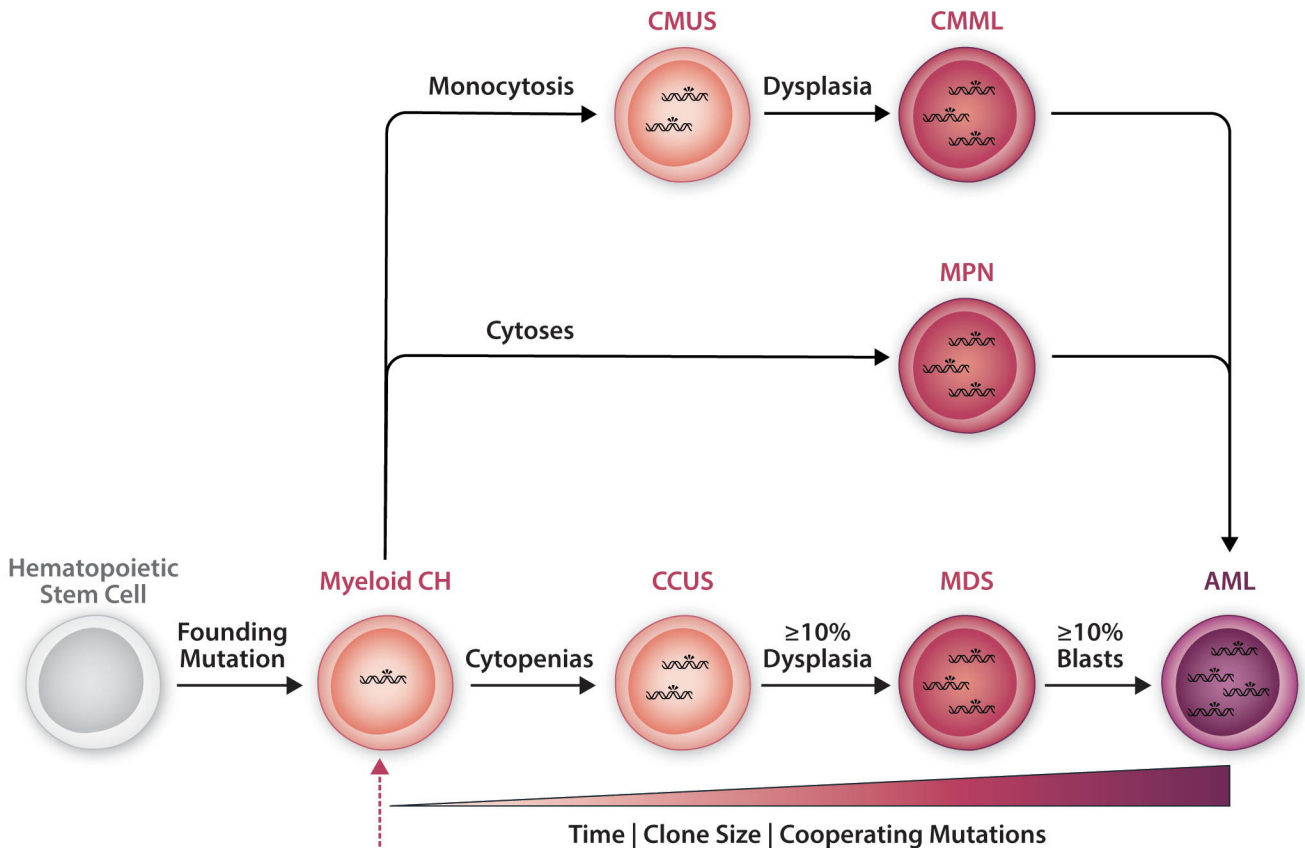 CMUS
CMML
Monocytosis
Dysplasia
MPN
Cytoses
Hematopoietic
Stem Cell
Myeloid CH
CCUS
MDS
AML
Founding
Mutation
Cytopenias
≥10%
Dysplasia
≥10%
Blasts
Time | Clone Size | Cooperating Mutations